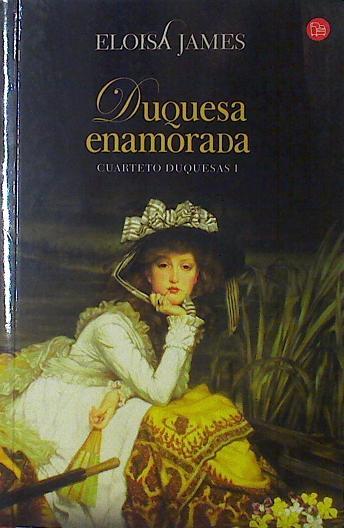 ELOISA JAMES
Duquesa
enamorada
CUARTETO DUQUESAS I